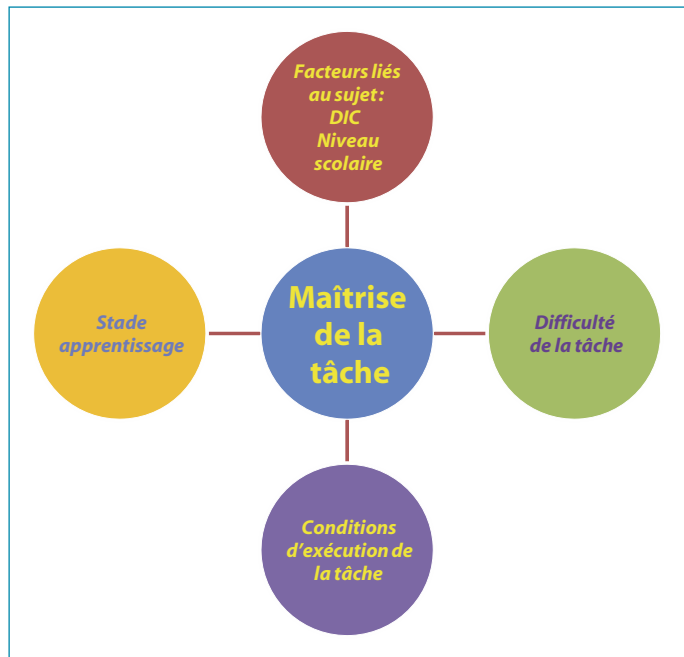 Facteurs liés
au sujet :
DIC
Niveau
scolaire
Stade
apprentissage
Maîtrise
de la
tâche
Difficulté
de la tâche
Conditions
d’exécution de
la tâche